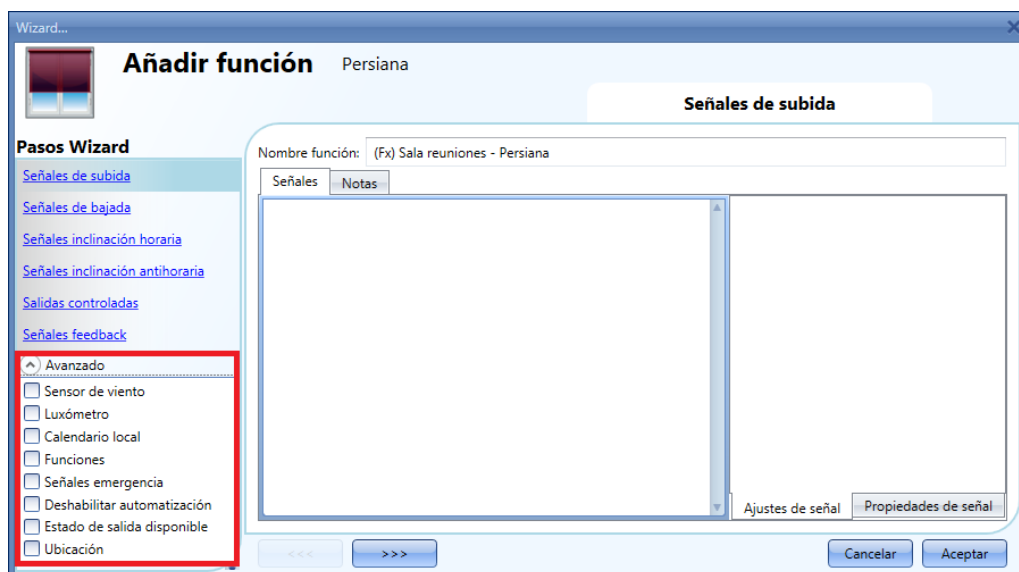 Wizard...
Añadir función Persiana
Señales de subida
Pasos Wizard
Señales de subida
Señales de bajada
Señales inclinación horaria
Señales inclinación antihoraria
Salidas controladas
Señales feedback
Avanzado
Sensor de viento
Luxómetro
Calendario local
Funciones
Señales emergencia
Deshabilitar automatización
Estado de salida disponible
Ubicación
Nombre función: (Fx) Sala reuniones - Persiana
Señales Notas
Ajustes de señal Propiedades de señal
<<< >>> Cancelar Aceptar